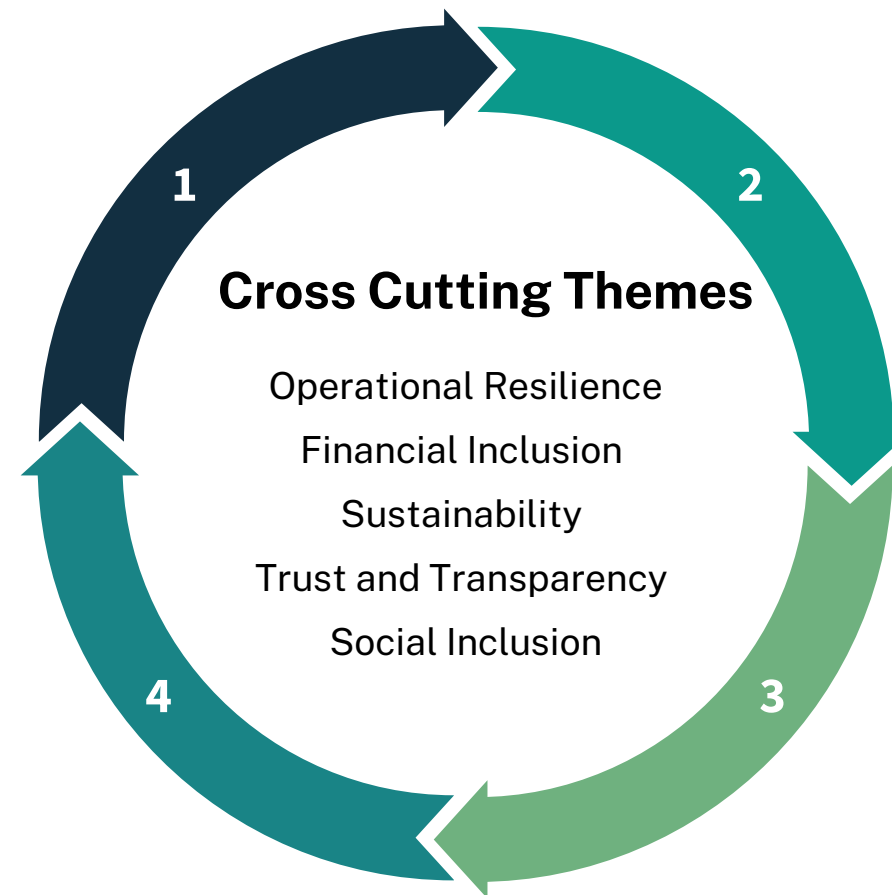 1
2
Cross Cutting Themes
Operational Resilience
Financial Inclusion
Sustainability
Trust and Transparency
Social Inclusion
4
3